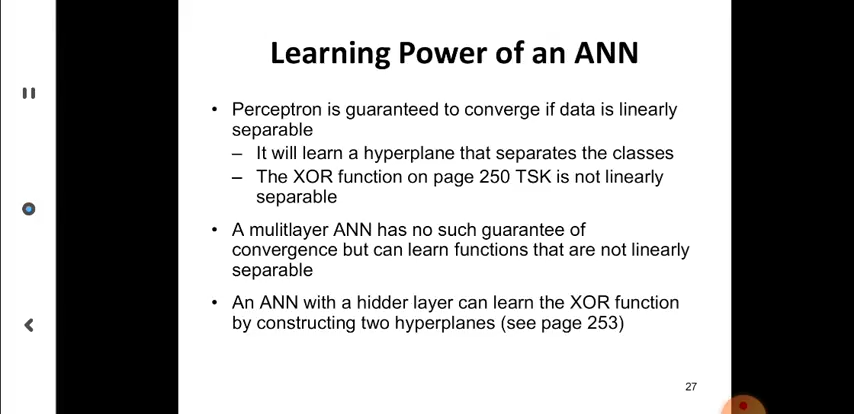 Learning Power of an ANN
• Perceptron is guaranteed to converge if data is linearly
separable
– It will learn a hyperplane that separates the classes
– The XOR function on page 250 TSK is not linearly
separable
• A mulitlayer ANN has no such guarantee of
convergence but can learn functions that are not linearly
separable
• An ANN with a hidder layer can learn the XOR function
by constructing two hyperplanes (see page 253)
27